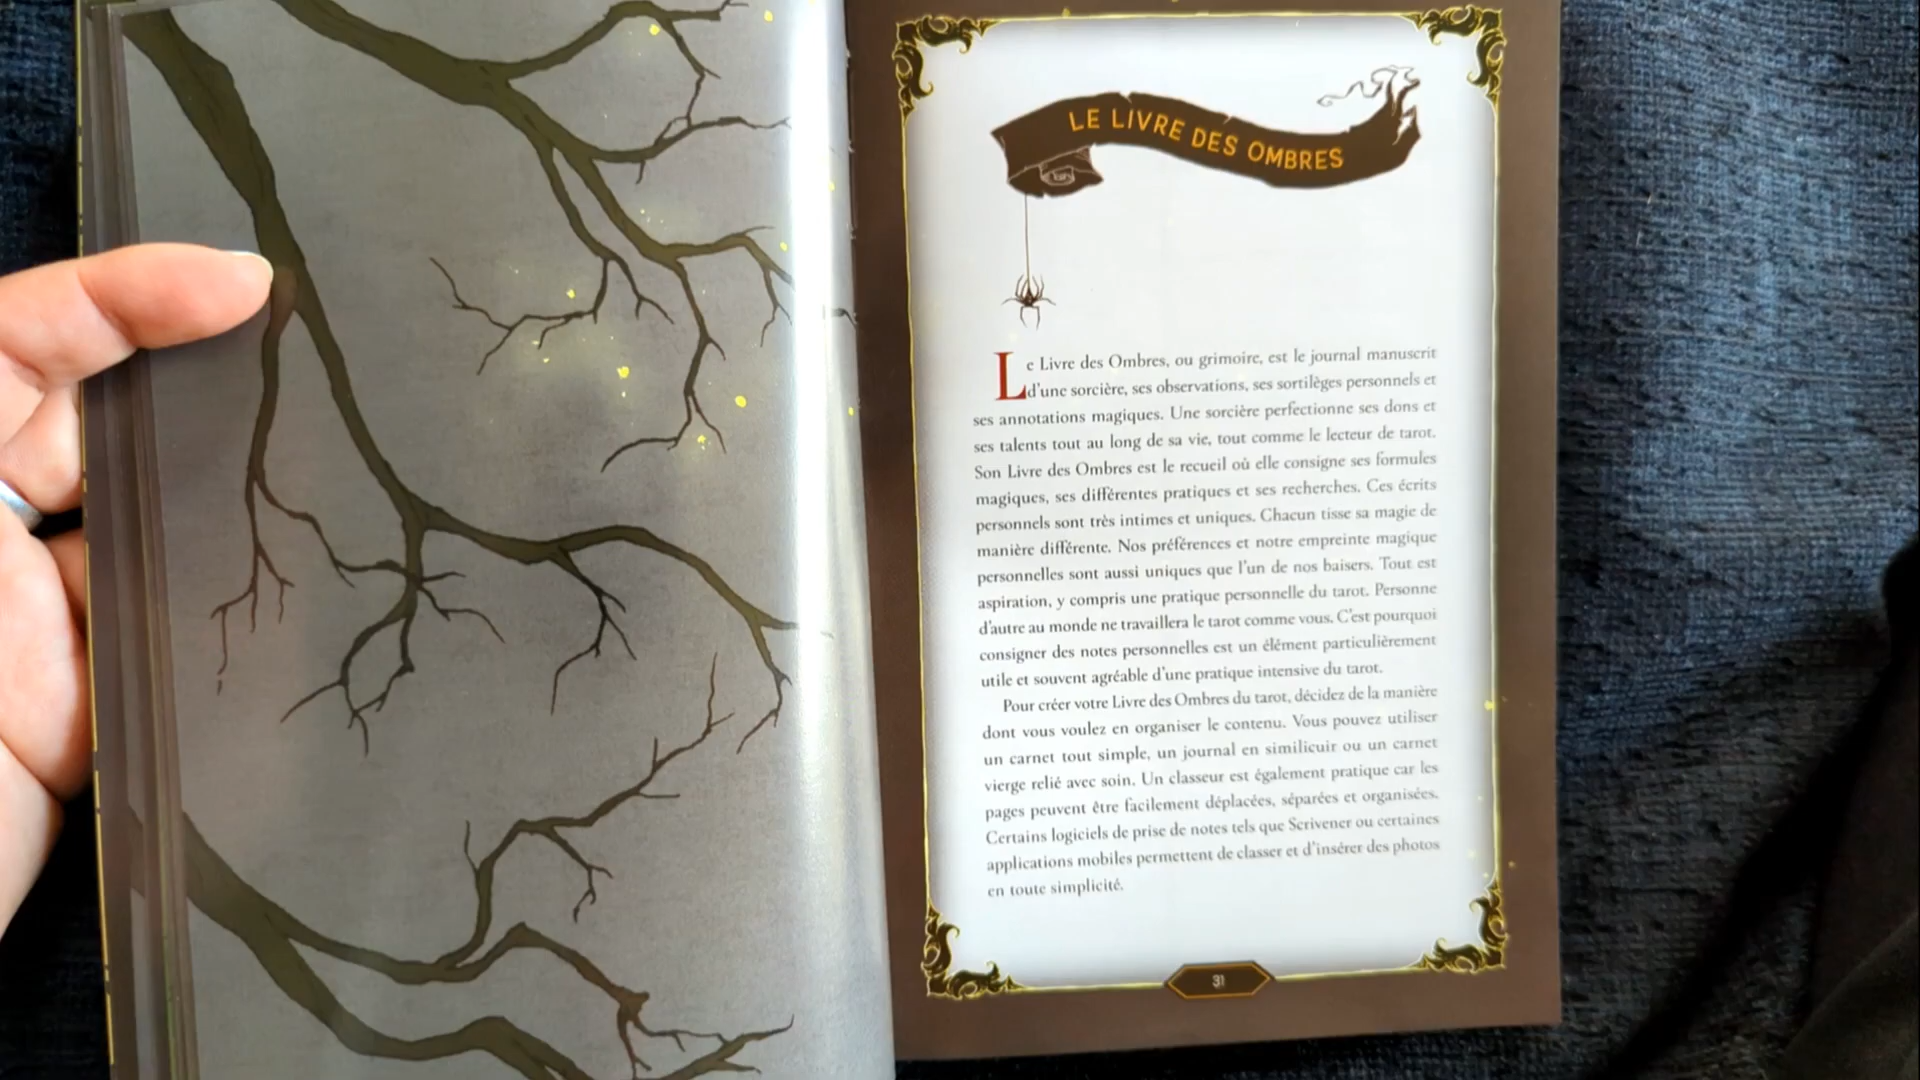 LE LIVRE DES OMBRES
Le Livre des Ombres, ou grimoire, est le journal manuscrit
d'une sorcière, ses observations, ses sortilèges personnels et
ses annotations magiques. Une sorcière perfectionne ses dons et
ses talents tout au long de sa vie, tout comme le lecteur de tarot.
Son Livre des Ombres est le recueil où elle consigne ses formules
magiques, ses différentes pratiques et ses recherches. Ces écrits
personnels sont très intimes et uniques. Chacun tisse sa magie de
manière différente. Nos préférences et notre empreinte magique
personnelles sont aussi uniques que l'un de nos baisers. Tout est
aspiration, y compris une pratique personnelle du tarot. Personne
d'autre au monde ne travaillera le tarot comme vous. C'est pourquoi
consigner des notes personnelles est un élément particulièrement
utile et souvent agréable d'une pratique intensive du tarot.
Pour créer votre Livre des Ombres du tarot, décidez de la manière
dont vous voulez en organiser le contenu. Vous pouvez utiliser
un carnet tout simple, un journal en similicuir ou un carnet
vierge relié avec soin. Un classeur est également pratique car les
pages peuvent être facilement déplacées, séparées et organisées.
Certains logiciels de prise de notes tels que Scrivener ou certaines
applications mobiles permettent de classer et d'insérer des photos
en toute simplicité.
31